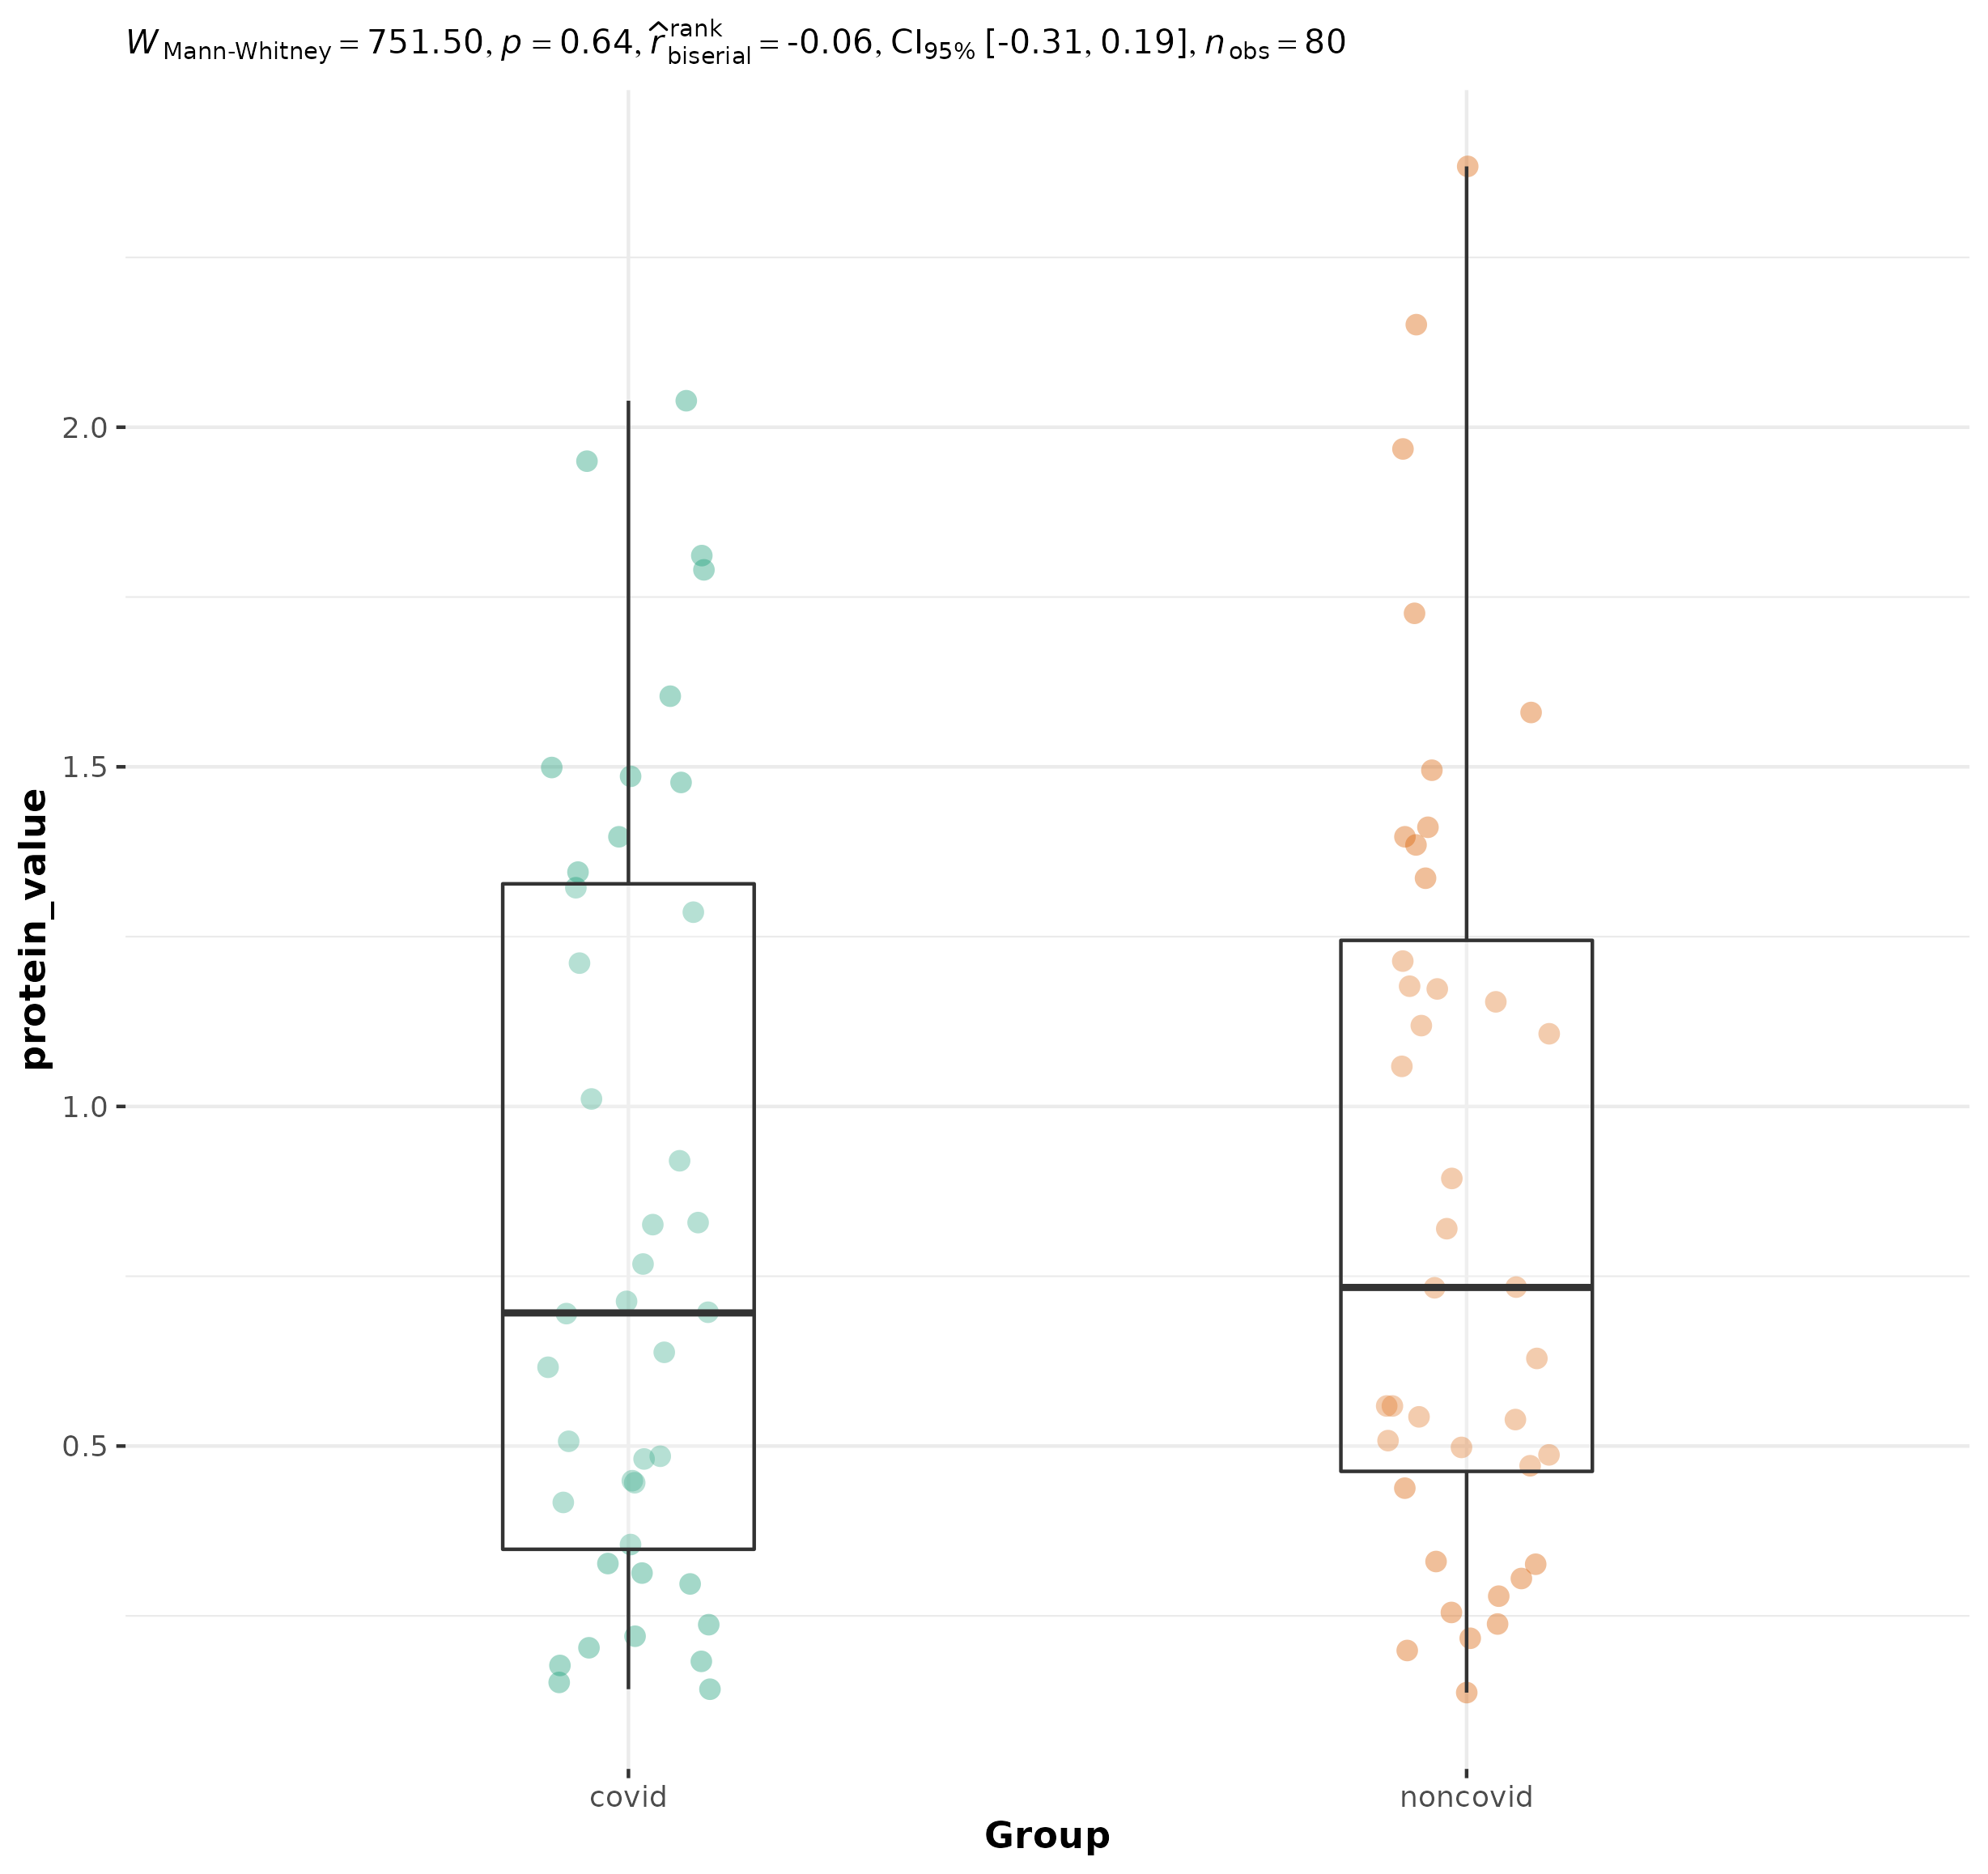 W Mann-Whitney = 751.50, p = 0.64, r̂ rank biserial = -0.06, CI95% [-0.31, 0.19], n obs = 80
protein_value
2.0
1.5
1.0
0.5
covid noncovid
Group